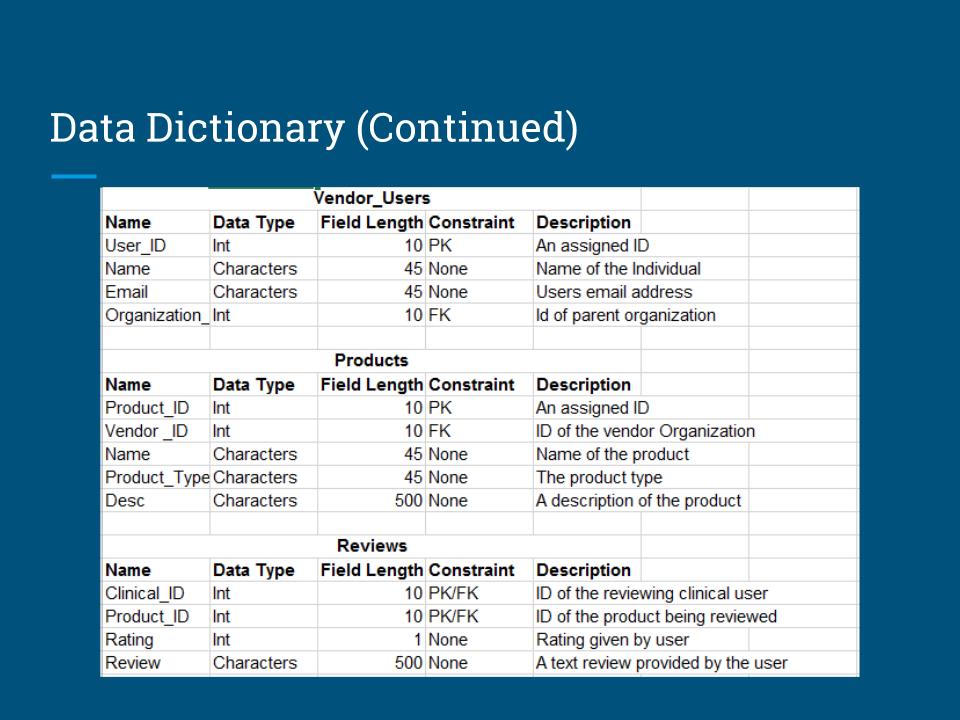 Data Dictionary (Continued)
Vendor_Users
Name Data Type Field Length Constraint Description
User_ID Int 10 PK An assigned ID
Name Characters 45 None Name of the Individual
Email Characters 45 None Users email address
Organization_ Int 10 FK Id of parent organization
Products
Name Data Type Field Length Constraint Description
Product_ID Int 10 PK An assigned ID
Vendor _ID Int 10 FK ID of the vendor Organization
Name Characters 45 None Name of the product
Product_Type Characters 45 None The product type
Desc Characters 500 None A description of the product
Reviews
Name Data Type Field Length Constraint Description
Clinical_ID Int 10 PK/FK ID of the reviewing clinical user
Product_ID Int 10 PK/FK ID of the product being reviewed
Rating Int 1 None Rating given by user
Review Characters 500 None A text review provided by the user